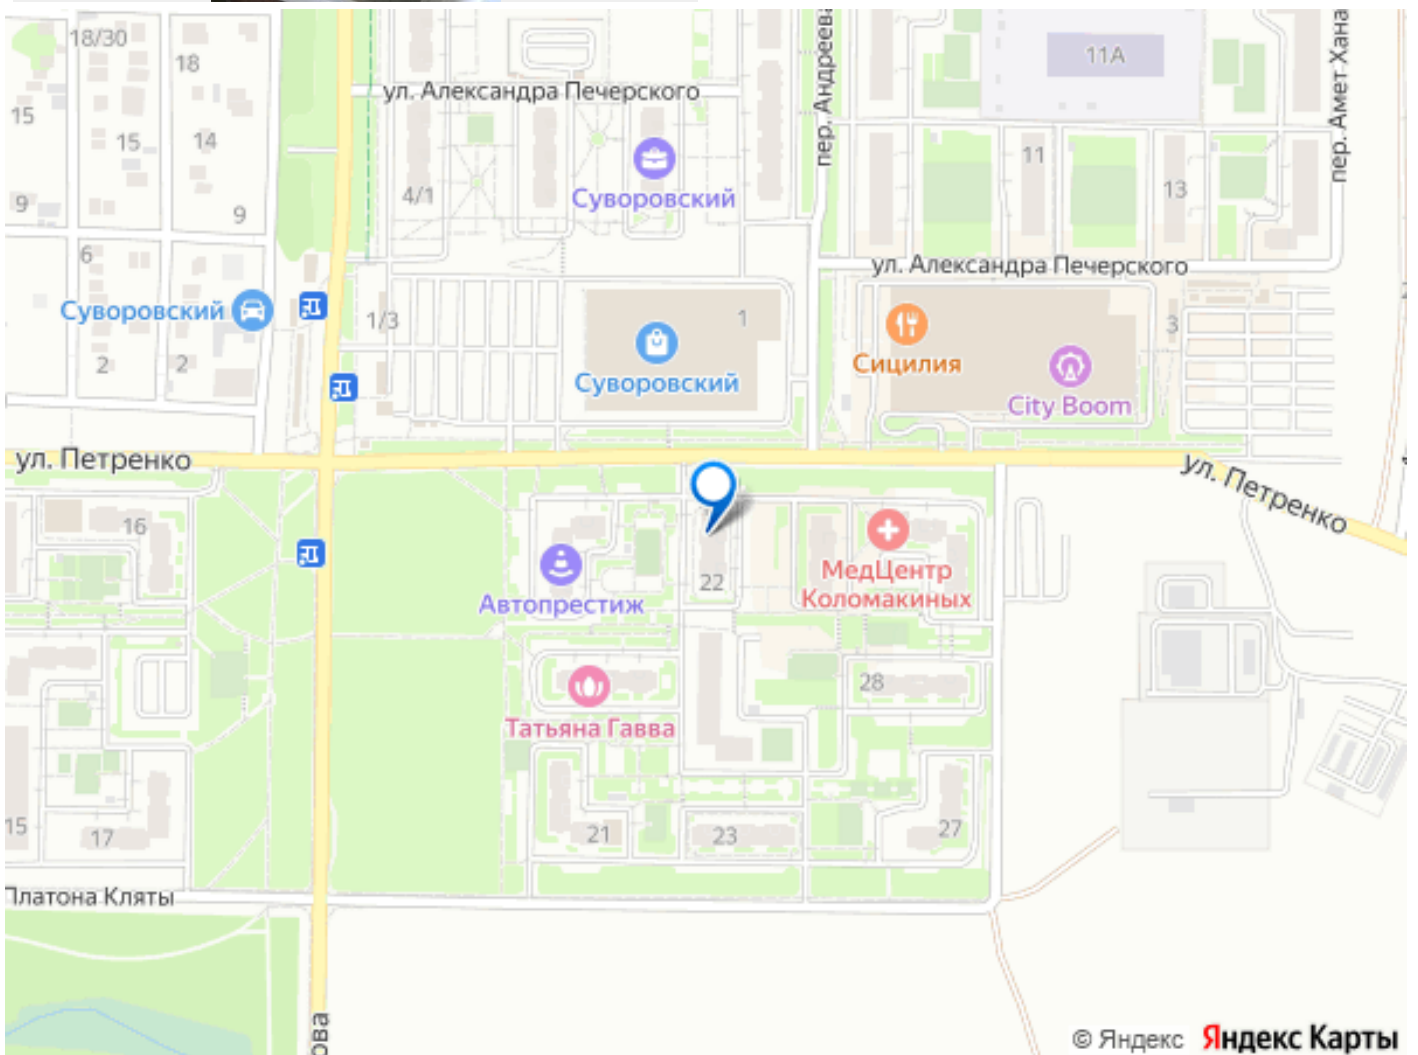 18/30
18
15
15
14
9
9
6
2
2
ул. Александра Печерского
пер. Андреева
11А
пер. Амет Хана
4/1
Суворовский
11
13
ул. Александра Печерского
Суворовский
1/3
1
Суворовский
Сицилия
3
City Boom
ул. Петренко
ул. Петренко
16
Автопрестиж
22
МедЦентр
Коломакиных
Татьяна Гавва
28
15
17
21
23
27
Платона Кляты
ова
© Яндекс Яндекс Карты